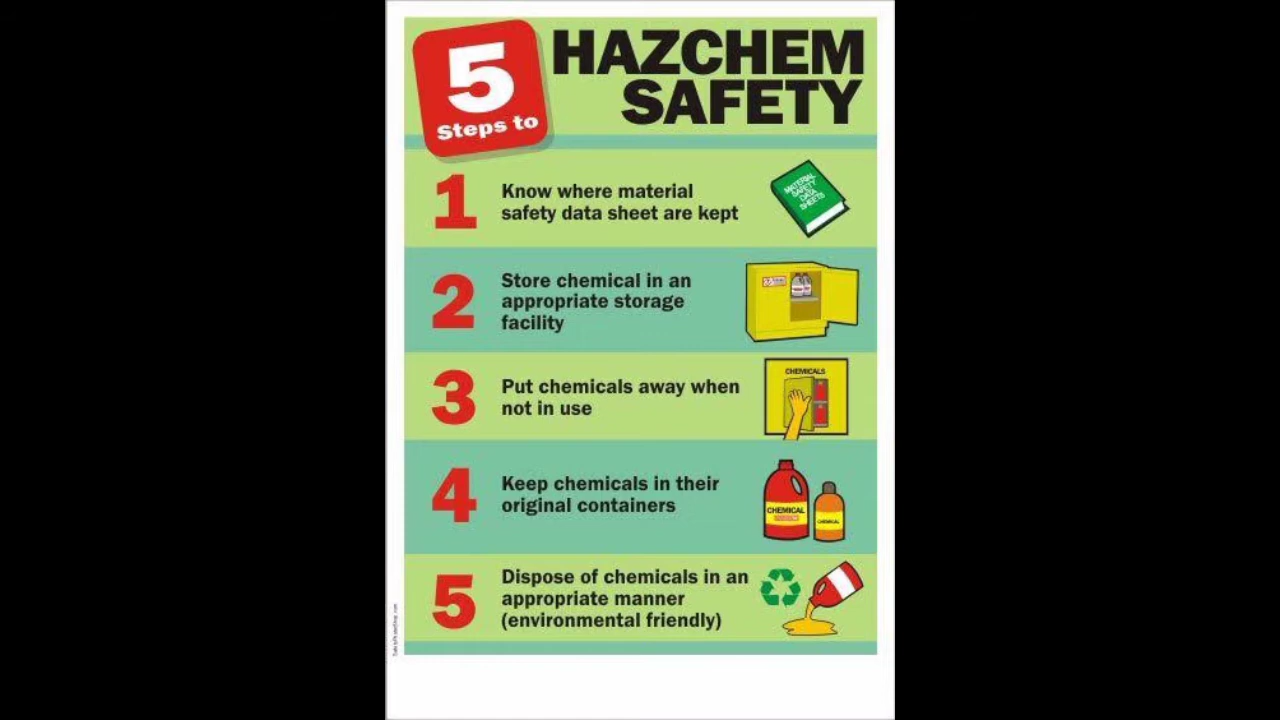 5
Steps to
HAZCHEM
SAFETY
1
Know where material
safety data sheet are kept
MATERIAL
SAFETY
DATA
SHEETS
2
Store chemical in an
appropriate storage
facility
3
Put chemicals away when
not in use
CHEMICALS
4
Keep chemicals in their
original containers
CHEMICAL
CHEMICAL
5
Dispose of chemicals in an
appropriate manner
(environmental friendly)